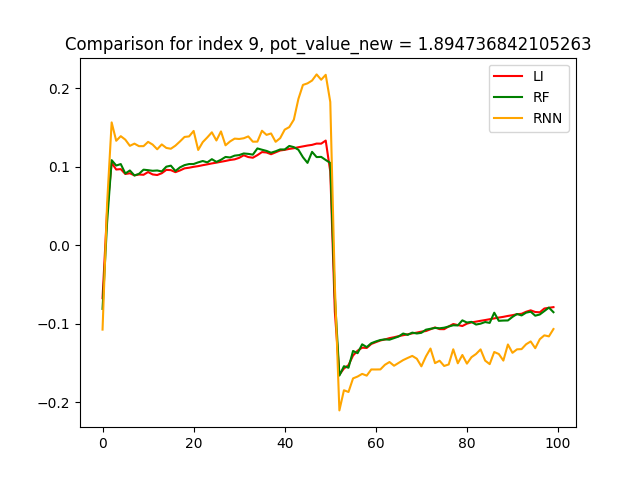 Comparison for index 9, pot_value_new = 1.894736842105263
LI
RF
RNN
0.2
0.1
0.0
−0.1
−0.2
0
20
40
60
80
100